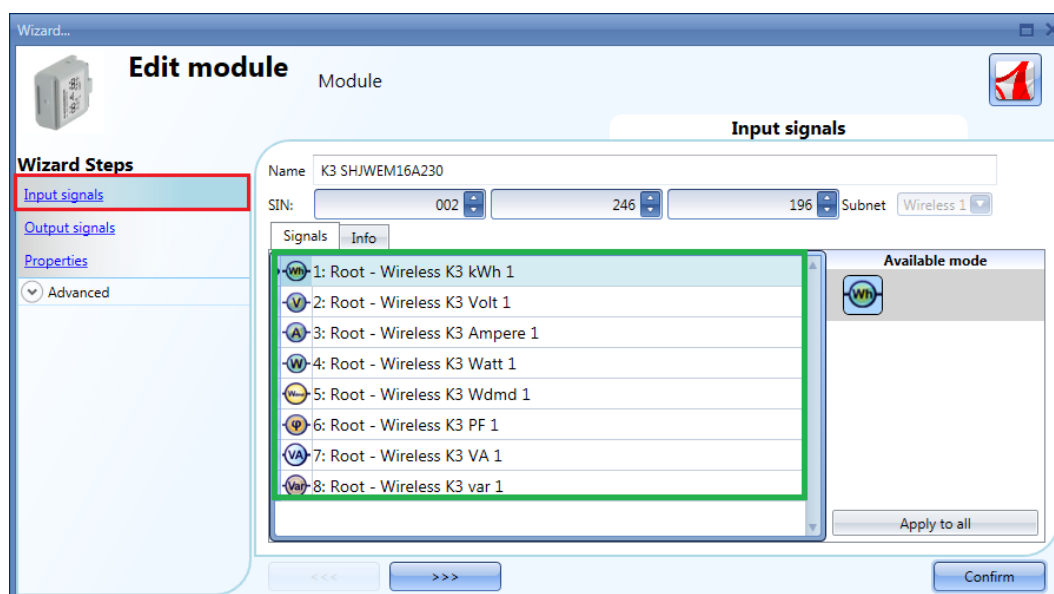 Wizard...
Edit module
Module
Input signals
Wizard Steps
Input signals
Output signals
Properties
Advanced
Name K3 SHJWEM16A230
SIN: 002 246 196 Subnet Wireless 1
Signals Info
Wh 1: Root - Wireless K3 kWh 1
V 2: Root - Wireless K3 Volt 1
A 3: Root - Wireless K3 Ampere 1
W 4: Root - Wireless K3 Watt 1
5: Root - Wireless K3 Wdmd 1
φ 6: Root - Wireless K3 PF 1
VA 7: Root - Wireless K3 VA 1
Var 8: Root - Wireless K3 var 1
Available mode
Wh
Apply to all
<<< >>> Confirm